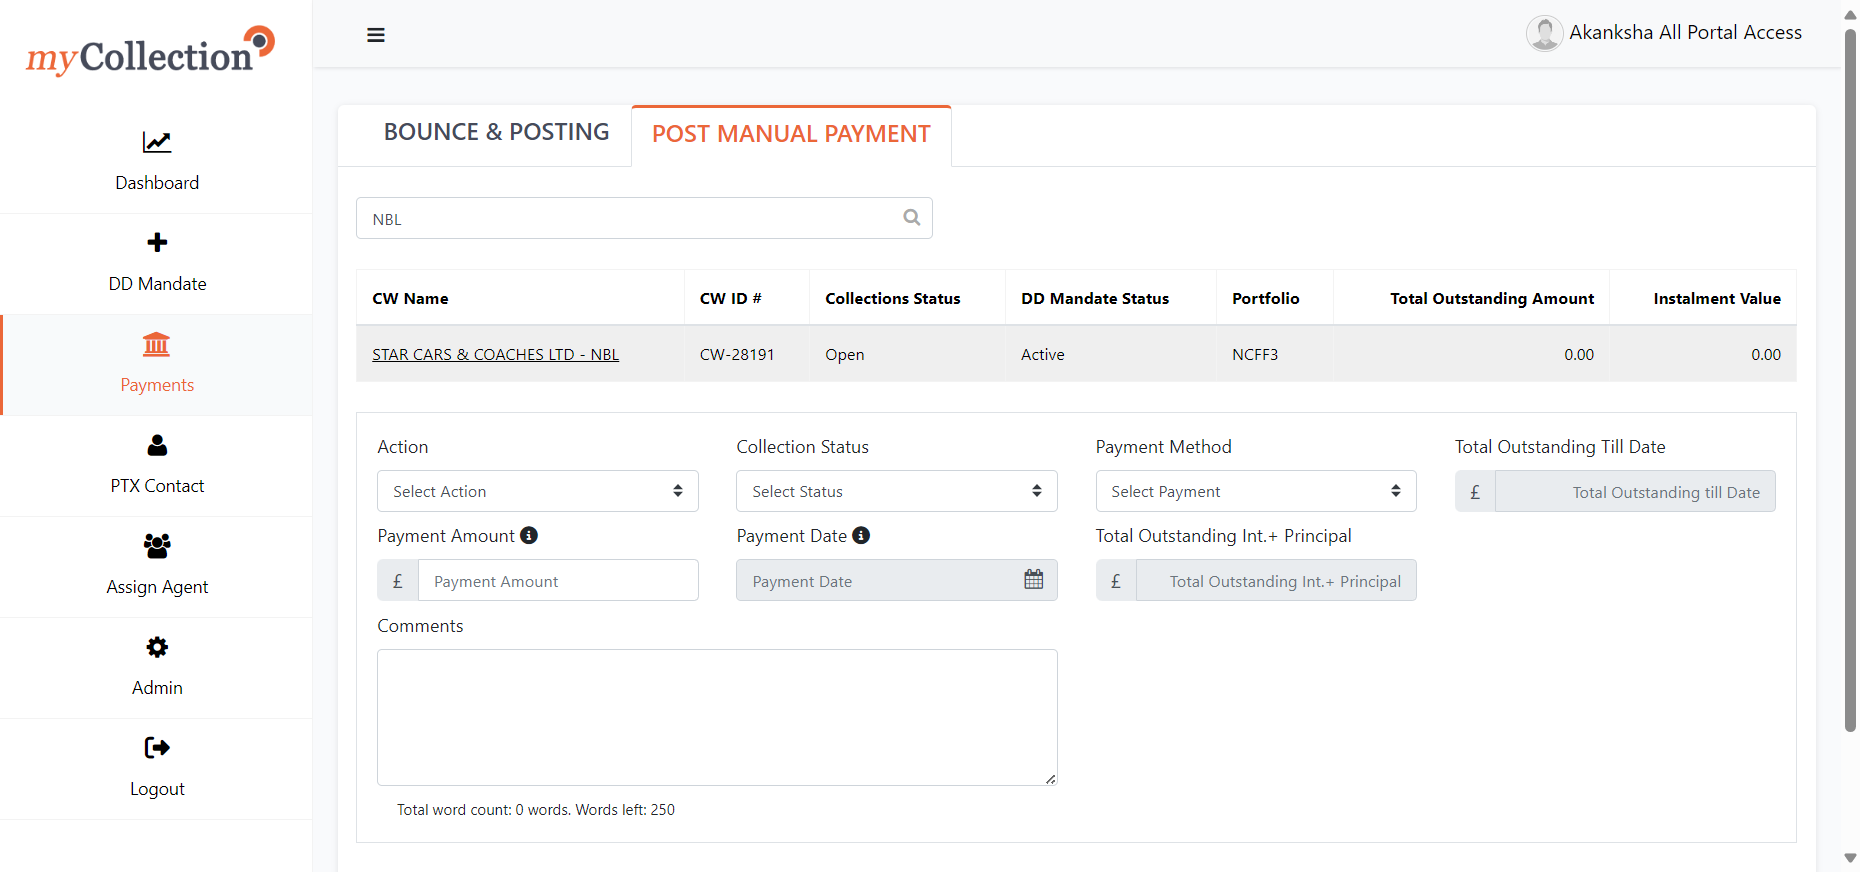 myCollection
Akanksha All Portal Access
Dashboard
DD Mandate
Payments
PTX Contact
Assign Agent
Admin
Logout
BOUNCE & POSTING
POST MANUAL PAYMENT
NBL
CW Name CW ID # Collections Status DD Mandate Status Portfolio Total Outstanding Amount Instalment Value
STAR CARS & COACHES LTD - NBL CW-28191 Open Active NCFF3 0.00 0.00
Action Collection Status Payment Method Total Outstanding Till Date
Select Action Select Status Select Payment £ Total Outstanding till Date
Payment Amount Payment Date Total Outstanding Int.+ Principal
£ Payment Amount Payment Date £ Total Outstanding Int.+ Principal
Comments
Total word count: 0 words. Words left: 250